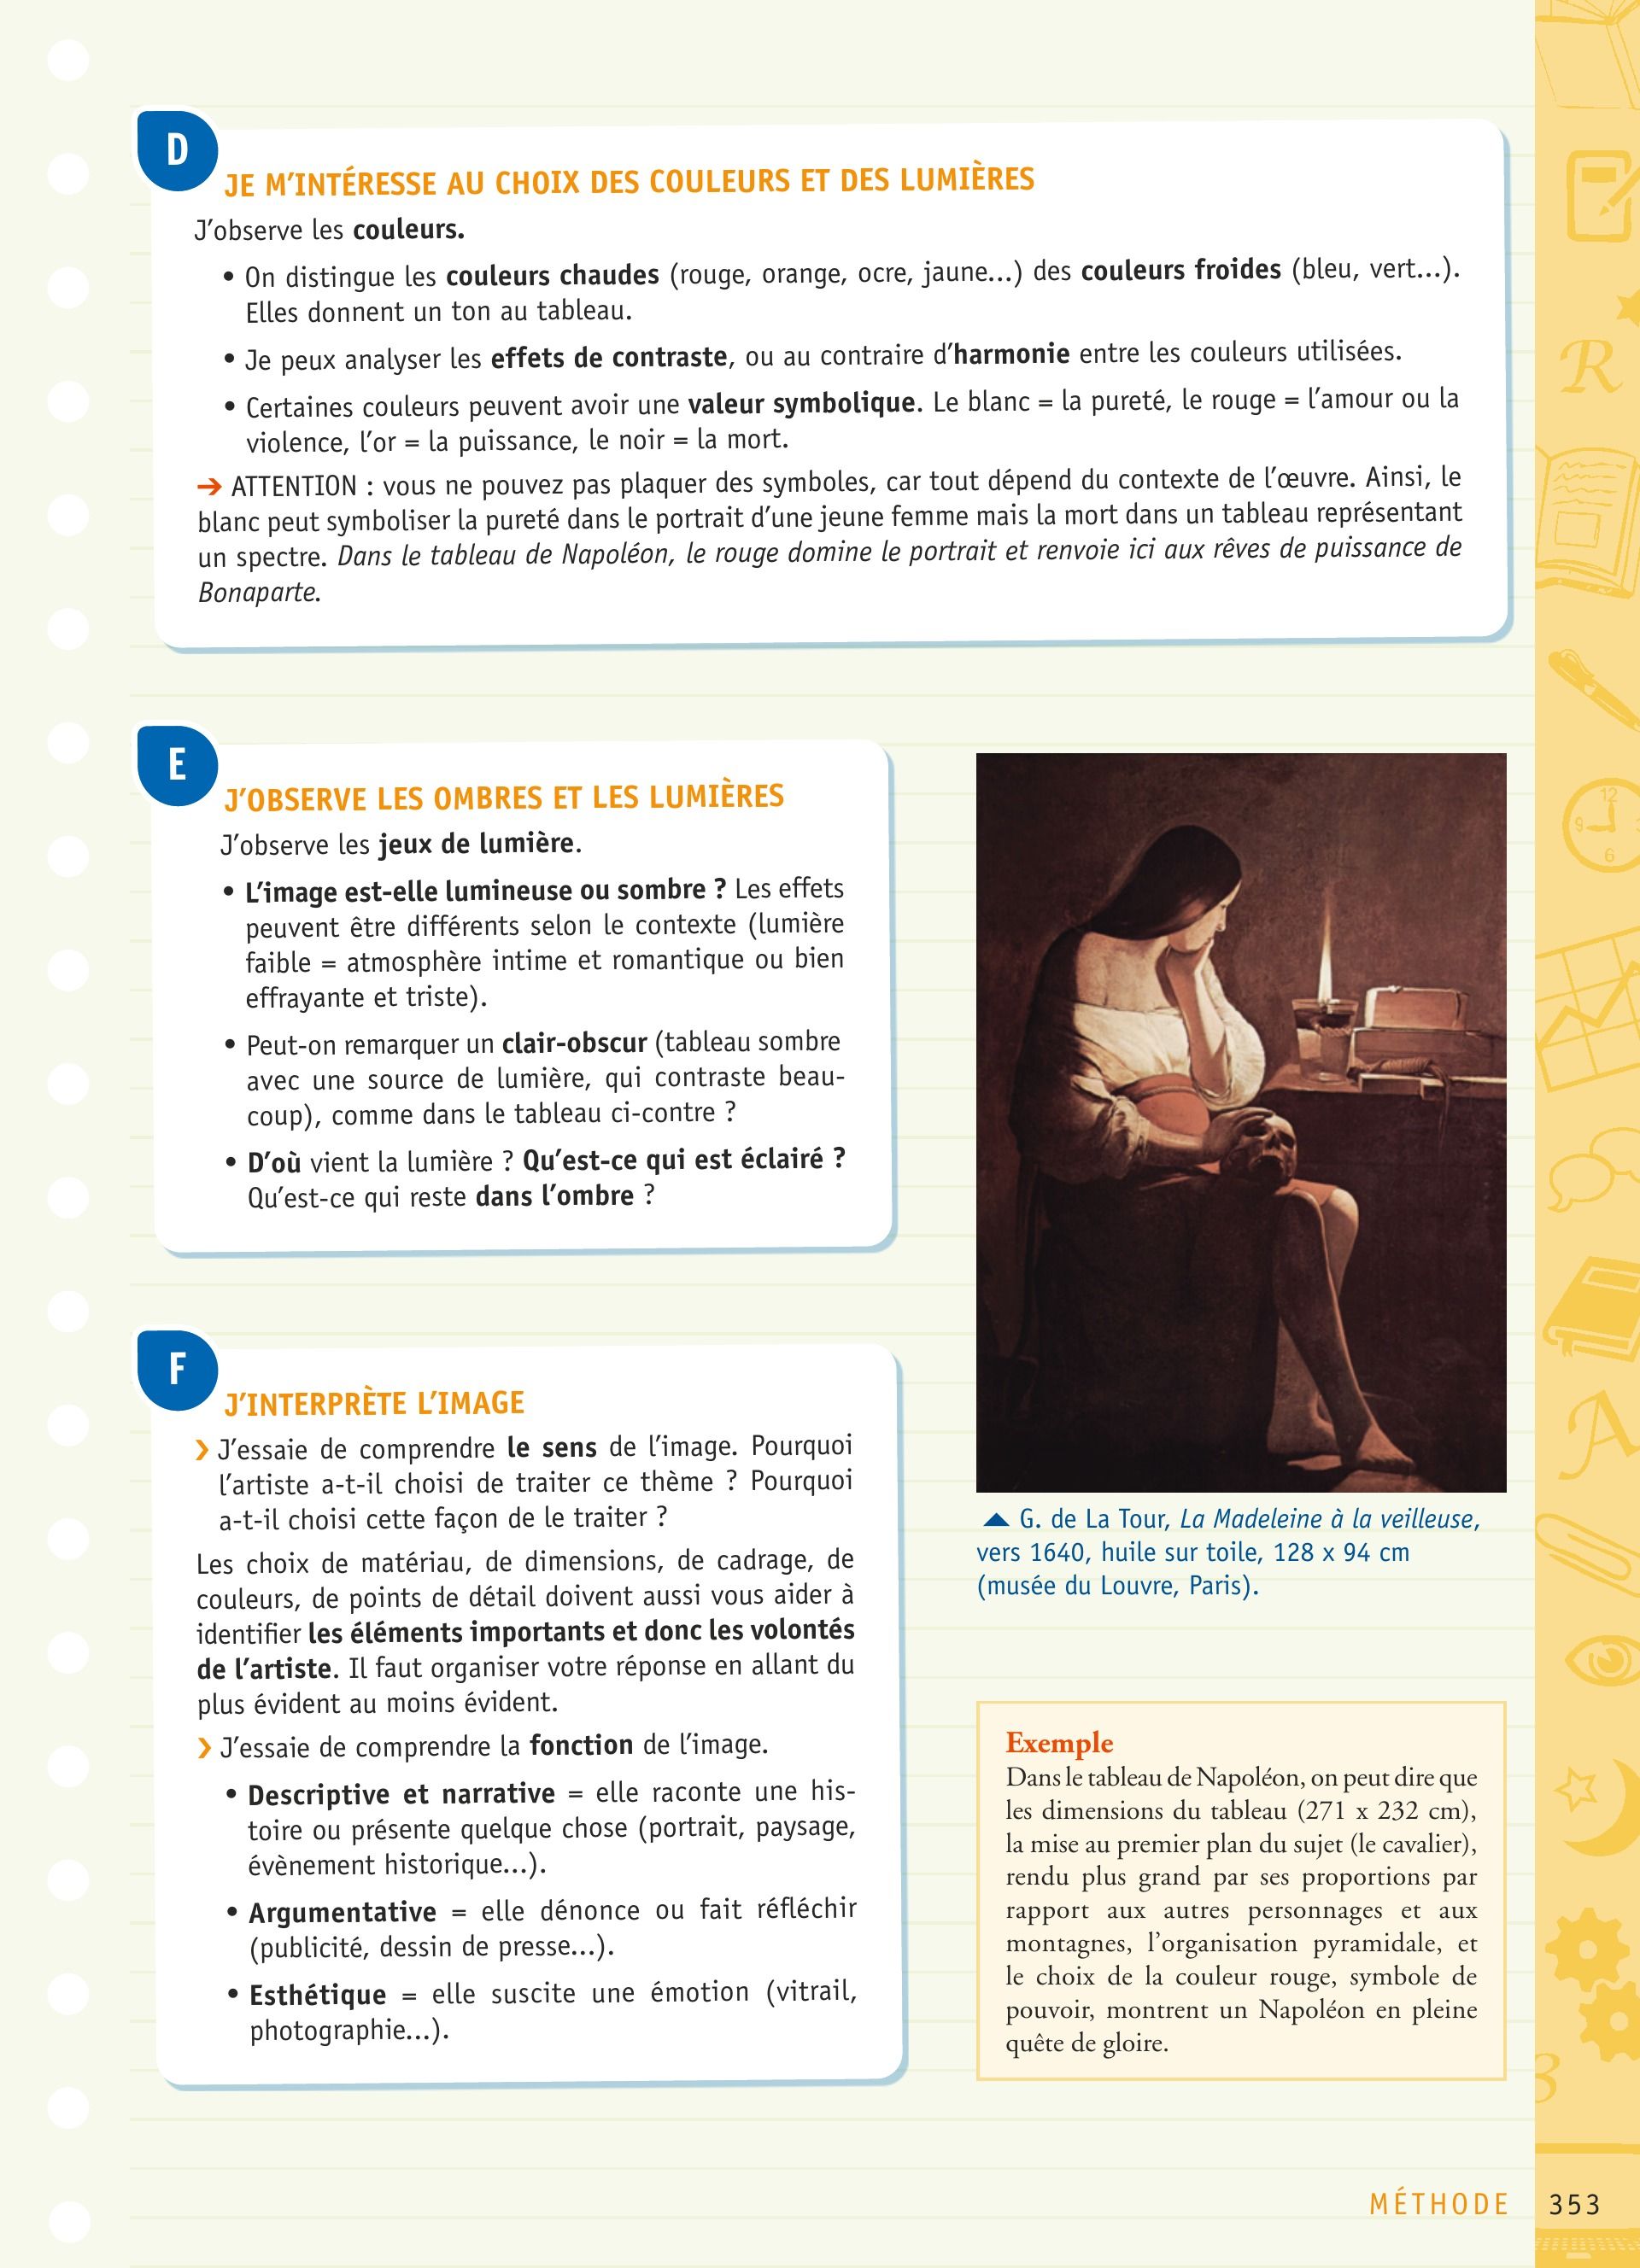 D
JE M'INTÉRESSE AU CHOIX DES COULEURS ET DES LUMIÈRES
J'observe les couleurs.
• On distingue les couleurs chaudes (rouge, orange, ocre, jaune...) des couleurs froides (bleu, vert...).
Elles donnent un ton au tableau.
• Je peux analyser les effets de contraste, ou au contraire d'harmonie entre les couleurs utilisées.
• Certaines couleurs peuvent avoir une valeur symbolique. Le blanc = la pureté, le rouge = l'amour ou la
violence, l'or = la puissance, le noir = la mort.
➔ ATTENTION : vous ne pouvez pas plaquer des symboles, car tout dépend du contexte de l'œuvre. Ainsi, le
blanc peut symboliser la pureté dans le portrait d'une jeune femme mais la mort dans un tableau représentant
un spectre. Dans le tableau de Napoléon, le rouge domine le portrait et renvoie ici aux rêves de puissance de
Bonaparte.
E
J'OBSERVE LES OMBRES ET LES LUMIÈRES
J'observe les jeux de lumière.
• L'image est-elle lumineuse ou sombre ? Les effets
peuvent être différents selon le contexte (lumière
faible = atmosphère intime et romantique ou bien
effrayante et triste).
• Peut-on remarquer un clair-obscur (tableau sombre
avec une source de lumière, qui contraste beau-
coup), comme dans le tableau ci-contre ?
• D'où vient la lumière ? Qu'est-ce qui est éclairé ?
Qu'est-ce qui reste dans l'ombre ?
F
J'INTERPRÈTE L'IMAGE
› J'essaie de comprendre le sens de l'image. Pourquoi
l'artiste a-t-il choisi de traiter ce thème ? Pourquoi
a-t-il choisi cette façon de le traiter ?
Les choix de matériau, de dimensions, de cadrage, de
couleurs, de points de détail doivent aussi vous aider à
identifier les éléments importants et donc les volontés
de l'artiste. Il faut organiser votre réponse en allant du
plus évident au moins évident.
› J'essaie de comprendre la fonction de l'image.
• Descriptive et narrative = elle raconte une his-
toire ou présente quelque chose (portrait, paysage,
évènement historique...).
• Argumentative = elle dénonce ou fait réfléchir
(publicité, dessin de presse...).
• Esthétique = elle suscite une émotion (vitrail,
photographie...).
▲ G. de La Tour, La Madeleine à la veilleuse,
vers 1640, huile sur toile, 128 x 94 cm
(musée du Louvre, Paris).
Exemple
Dans le tableau de Napoléon, on peut dire que
les dimensions du tableau (271 x 232 cm),
la mise au premier plan du sujet (le cavalier),
rendu plus grand par ses proportions par
rapport aux autres personnages et aux
montagnes, l'organisation pyramidale, et
le choix de la couleur rouge, symbole de
pouvoir, montrent un Napoléon en pleine
quête de gloire.
R
12
9
6
A
3
MÉTHODE 353